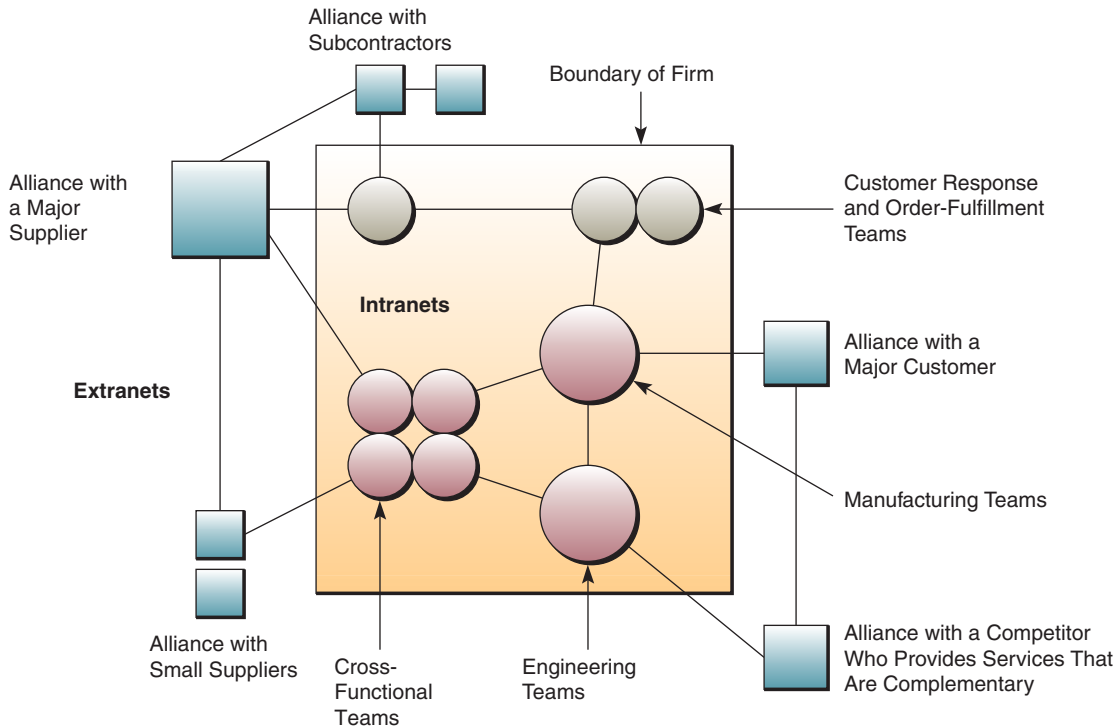 Alliance with
Subcontractors
Boundary of Firm
Alliance with
a Major
Supplier
Customer Response
and Order-Fulfillment
Teams
Intranets
Alliance with a
Major Customer
Extranets
Manufacturing Teams
Alliance with
Small Suppliers
Cross-
Functional
Teams
Engineering
Teams
Alliance with a Competitor
Who Provides Services That
Are Complementary